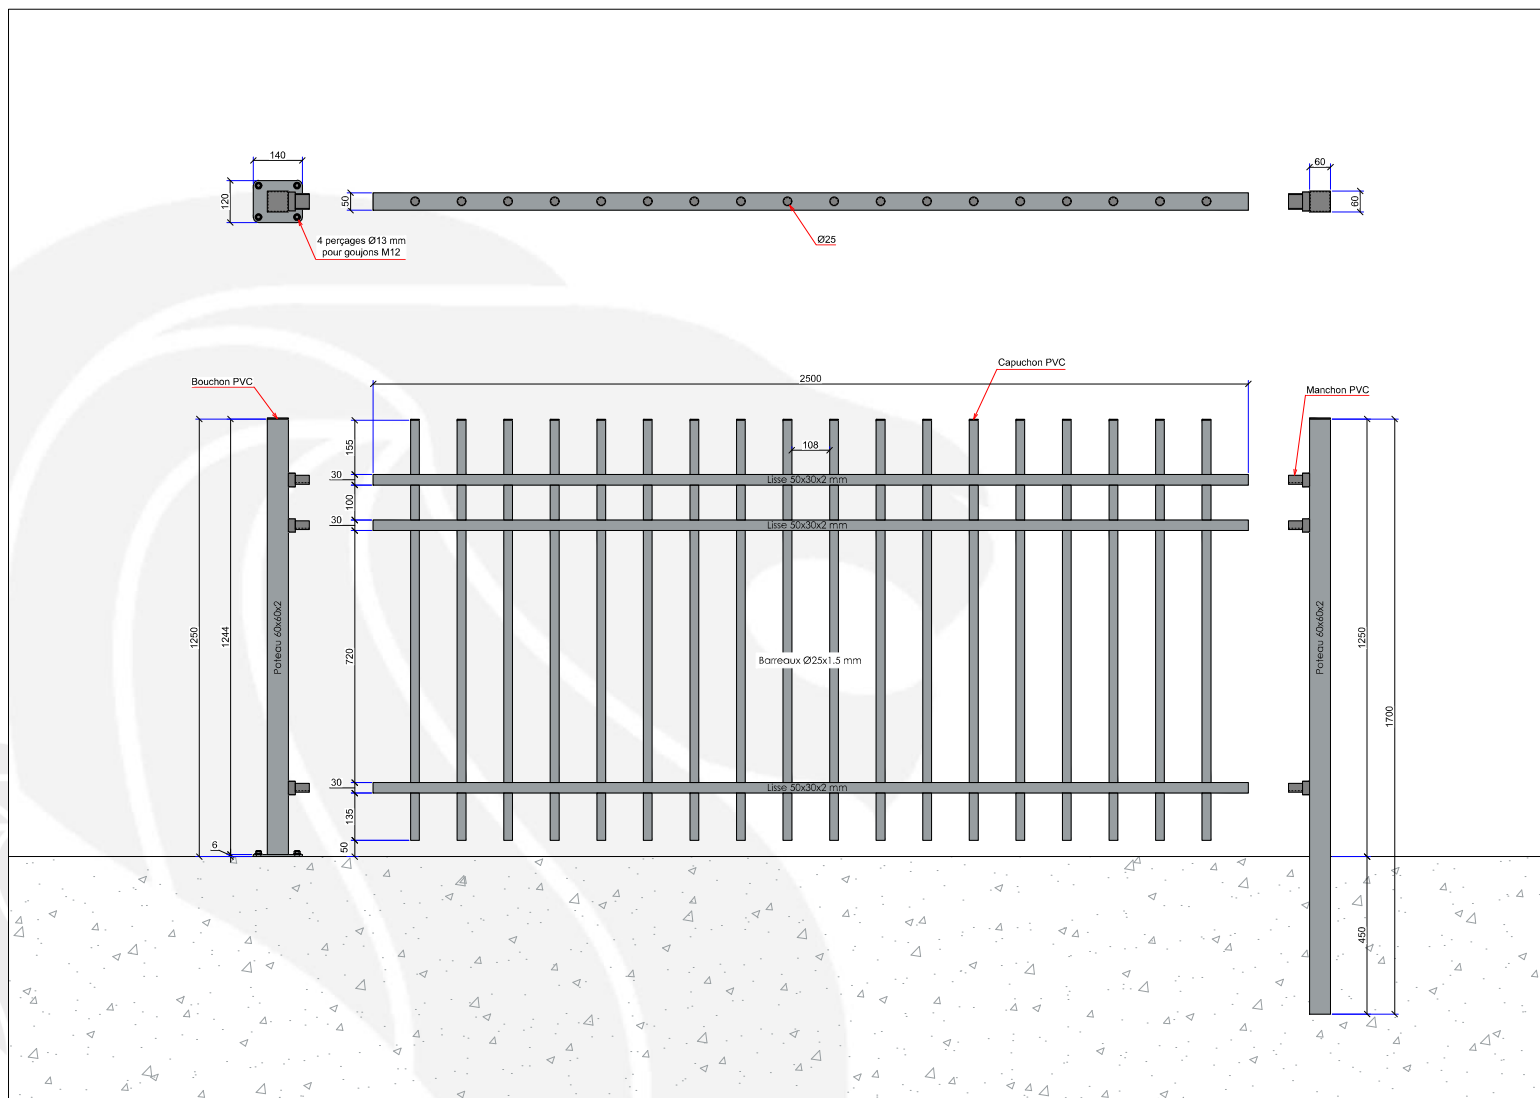 140
120
4 perçages Ø13 mm
pour goujons M12
50
Ø25
60
60
Bouchon PVC
2500
Capuchon PVC
Manchon PVC
155
108
30
Lisse 50x30x2 mm
100
30
Lisse 50x30x2 mm
1250
1244
Poteau 60x60x2
720
Barreaux Ø25x1.5 mm
Poteau 60x60x2
1250
1700
30
Lisse 50x30x2 mm
135
6
50
450